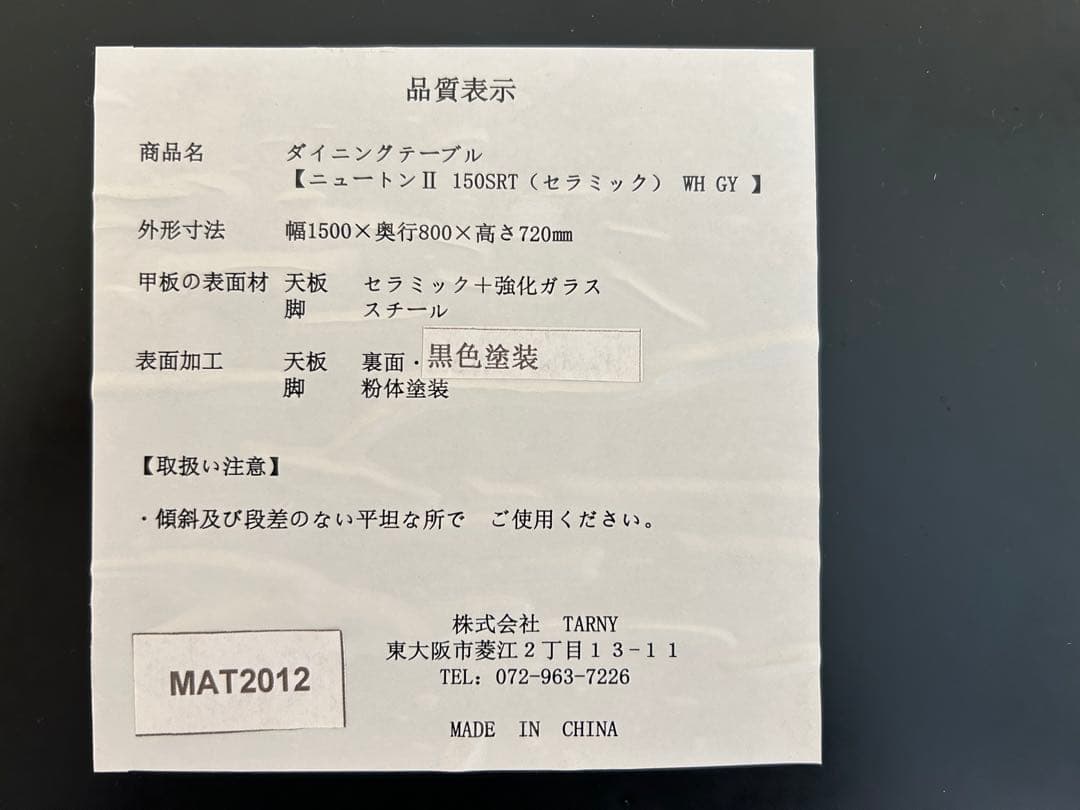 品質表示
商品名 ダイニングテーブル
【ニュートンⅡ 150SRT（セラミック） WH GY 】
外形寸法 幅1500×奥行800×高さ720㎜
甲板の表面材 天板 セラミック＋強化ガラス
脚 スチール
表面加工 天板 裏面・黒色塗装
脚 粉体塗装
【取扱い注意】
・傾斜及び段差のない平坦な所で ご使用ください。
株式会社 TARNY
東大阪市菱江２丁目１３−１１
TEL: 072-963-7226
MAT2012
MADE IN CHINA